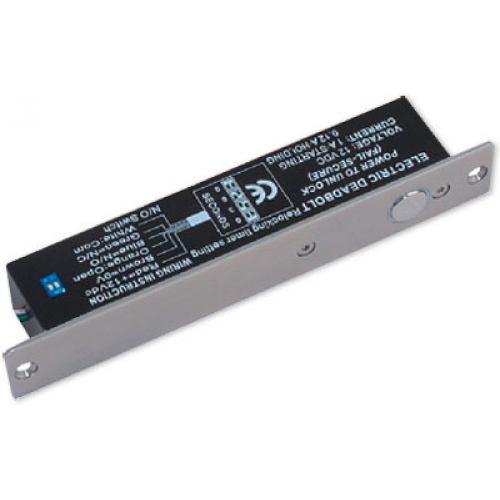 ELECTRIC DEADBOLT
POWER TO UNLOCK
(FAIL-SECURE)
VOLTAGE: 12 VDC
CURRENT: 1A STARTING
0.12A HOLDING
Relocking timer setting
CE
WIRING INSTRUCTION
Red=+12Vdc
Brown=0V
Orange=Open
Blue=N/O
Green=N/C
White:Com
N/O Switch